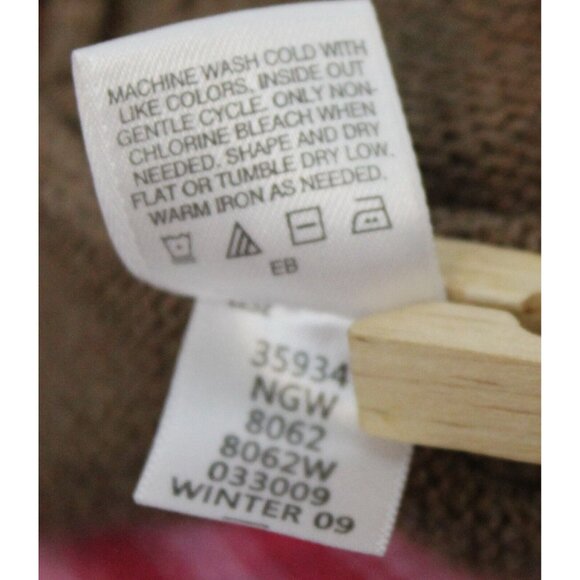 MACHINE WASH COLD WITH
LIKE COLORS, INSIDE OUT
GENTLE CYCLE. ONLY NON-
CHLORINE BLEACH WHEN
NEEDED. SHAPE AND DRY
FLAT OR TUMBLE DRY LOW.
WARM IRON AS NEEDED.
EB
35934
NGW
8062
8062W
033009
WINTER 09